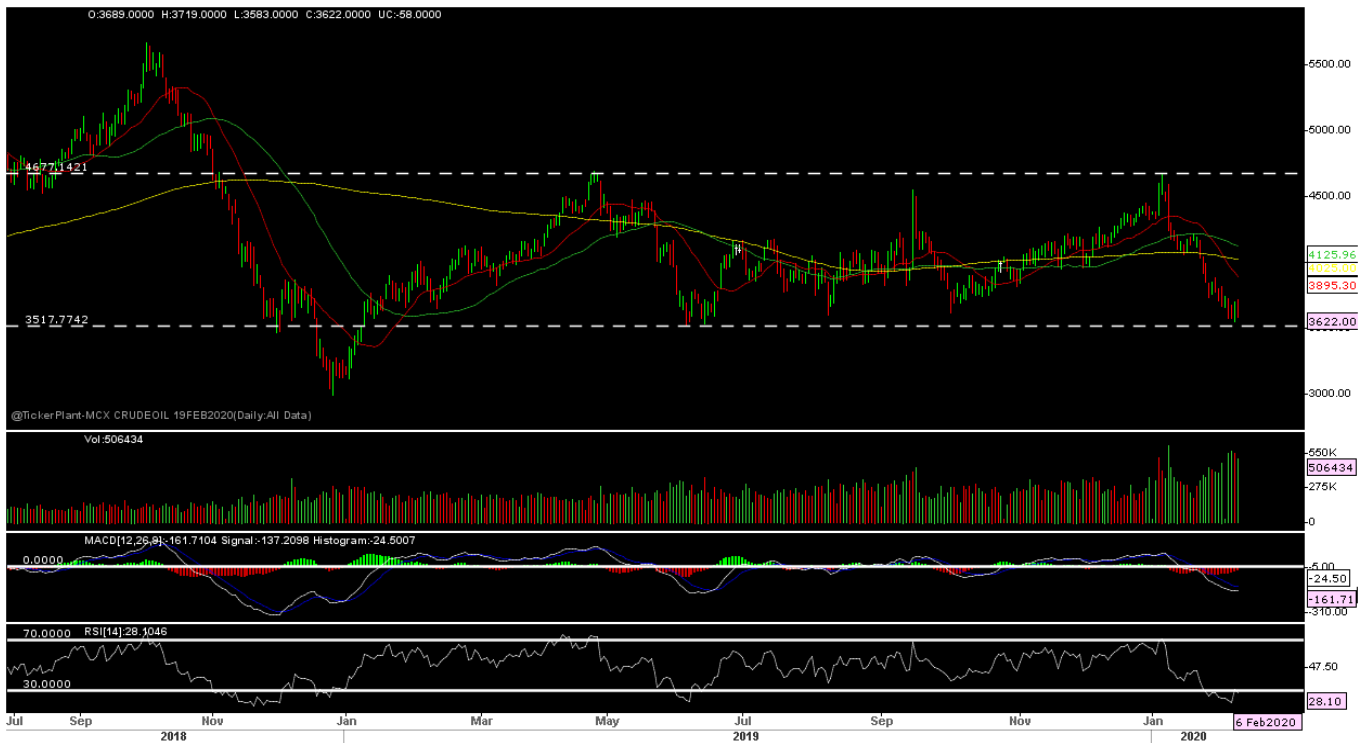 O:3689.0000 H:3719.0000 L:3583.0000 C:3622.0000 UC:-58.0000
5500.00
5000.00
4677.1421
4500.00
4125.96
4025.00
3895.30
3517.7742
3622.00
3000.00
@TickerPlant-MCX CRUDEOIL 19FEB2020(Daily:All Data)
Vol:506434
550K
506434
275K
0
MACD[12,26,9]:-161.7104 Signal:-137.2098 Histogram:-24.5007
0.0000
-5.00
-24.50
-161.71
-310.00
70.0000 RSI[14]:28.1046
47.50
30.0000
28.10
Jul Sep Nov Jan Mar May Jul Sep Nov Jan 6 Feb2020
2018 2019 2020